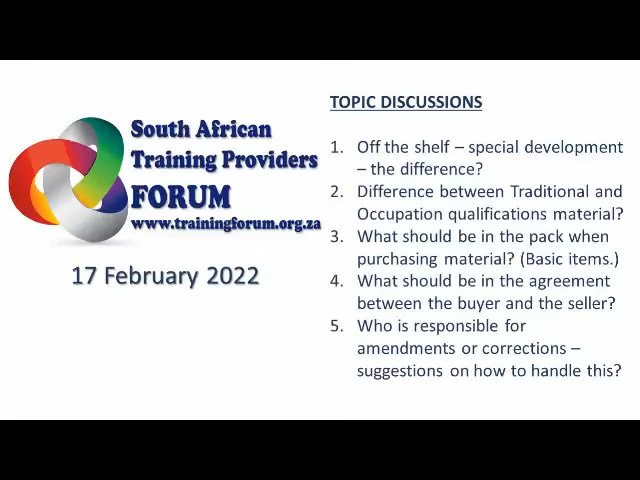 South African
Training Providers
FORUM
www.trainingforum.org.za
17 February 2022
TOPIC DISCUSSIONS
1. Off the shelf – special development
– the difference?
2. Difference between Traditional and
Occupation qualifications material?
3. What should be in the pack when
purchasing material? (Basic items.)
4. What should be in the agreement
between the buyer and the seller?
5. Who is responsible for
amendments or corrections –
suggestions on how to handle this?